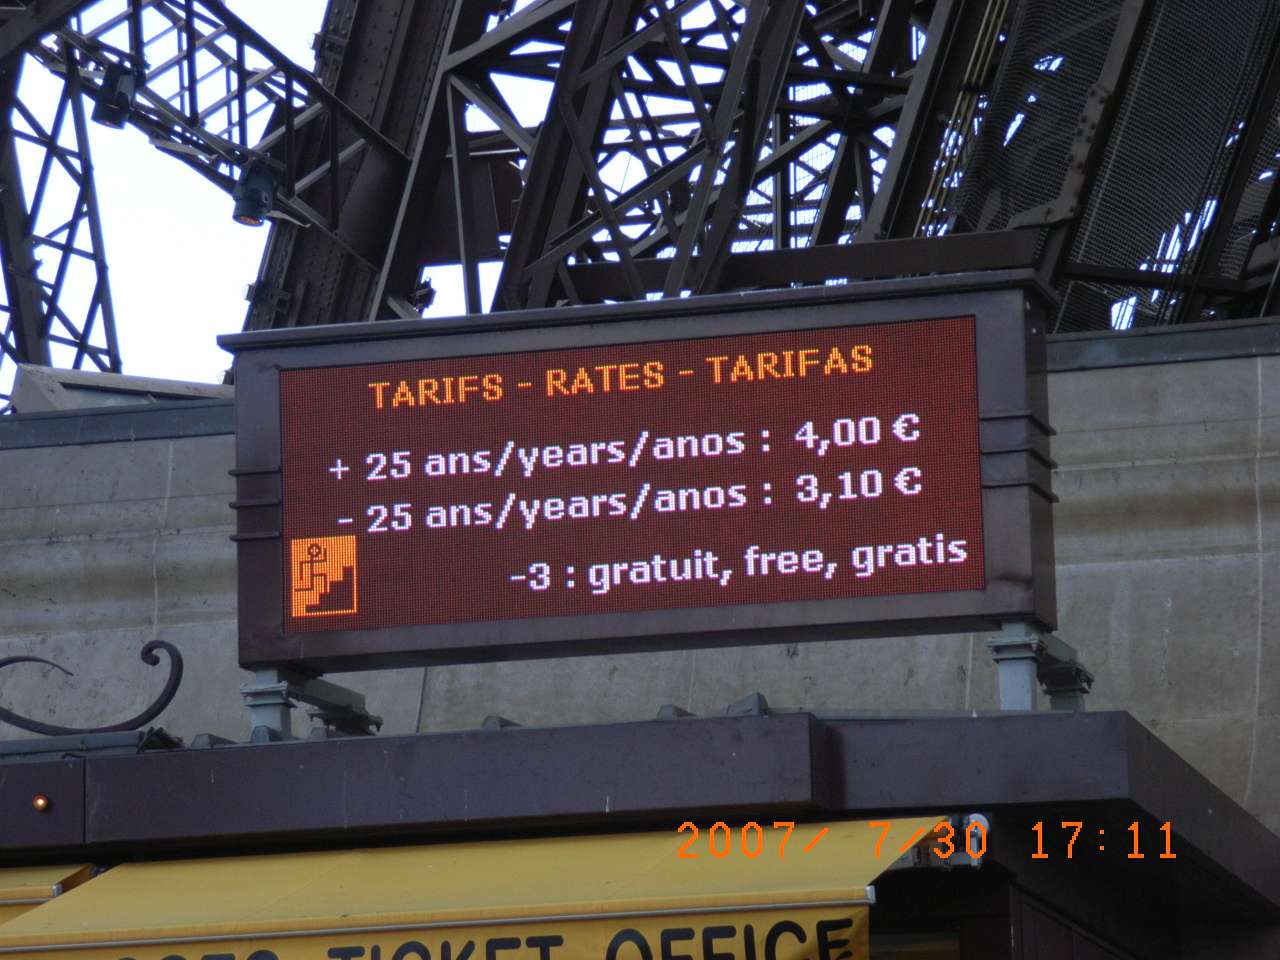 TARIFS - RATES - TARIFAS
+ 25 ans/years/anos : 4,00 €
- 25 ans/years/anos : 3,10 €
-3 : gratuit, free, gratis
2007/ 7/30 17:11
TICKET OFFICE